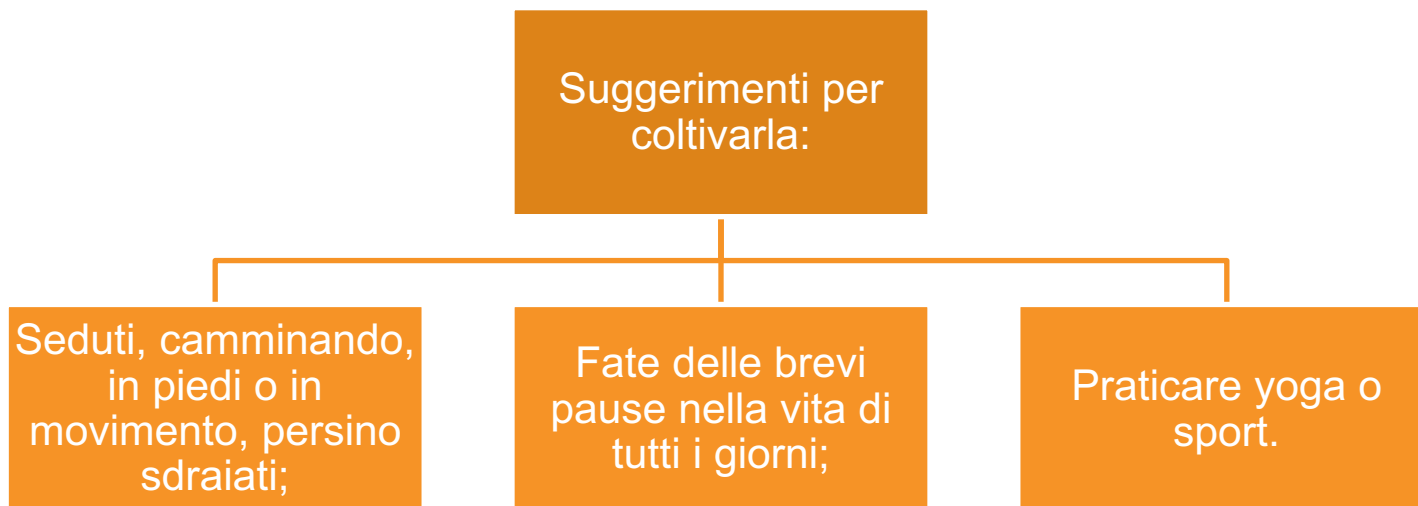 Suggerimenti per
coltivarla:
Seduti, camminando,
in piedi o in
movimento, persino
sdraiati;
Fate delle brevi
pause nella vita di
tutti i giorni;
Praticare yoga o
sport.